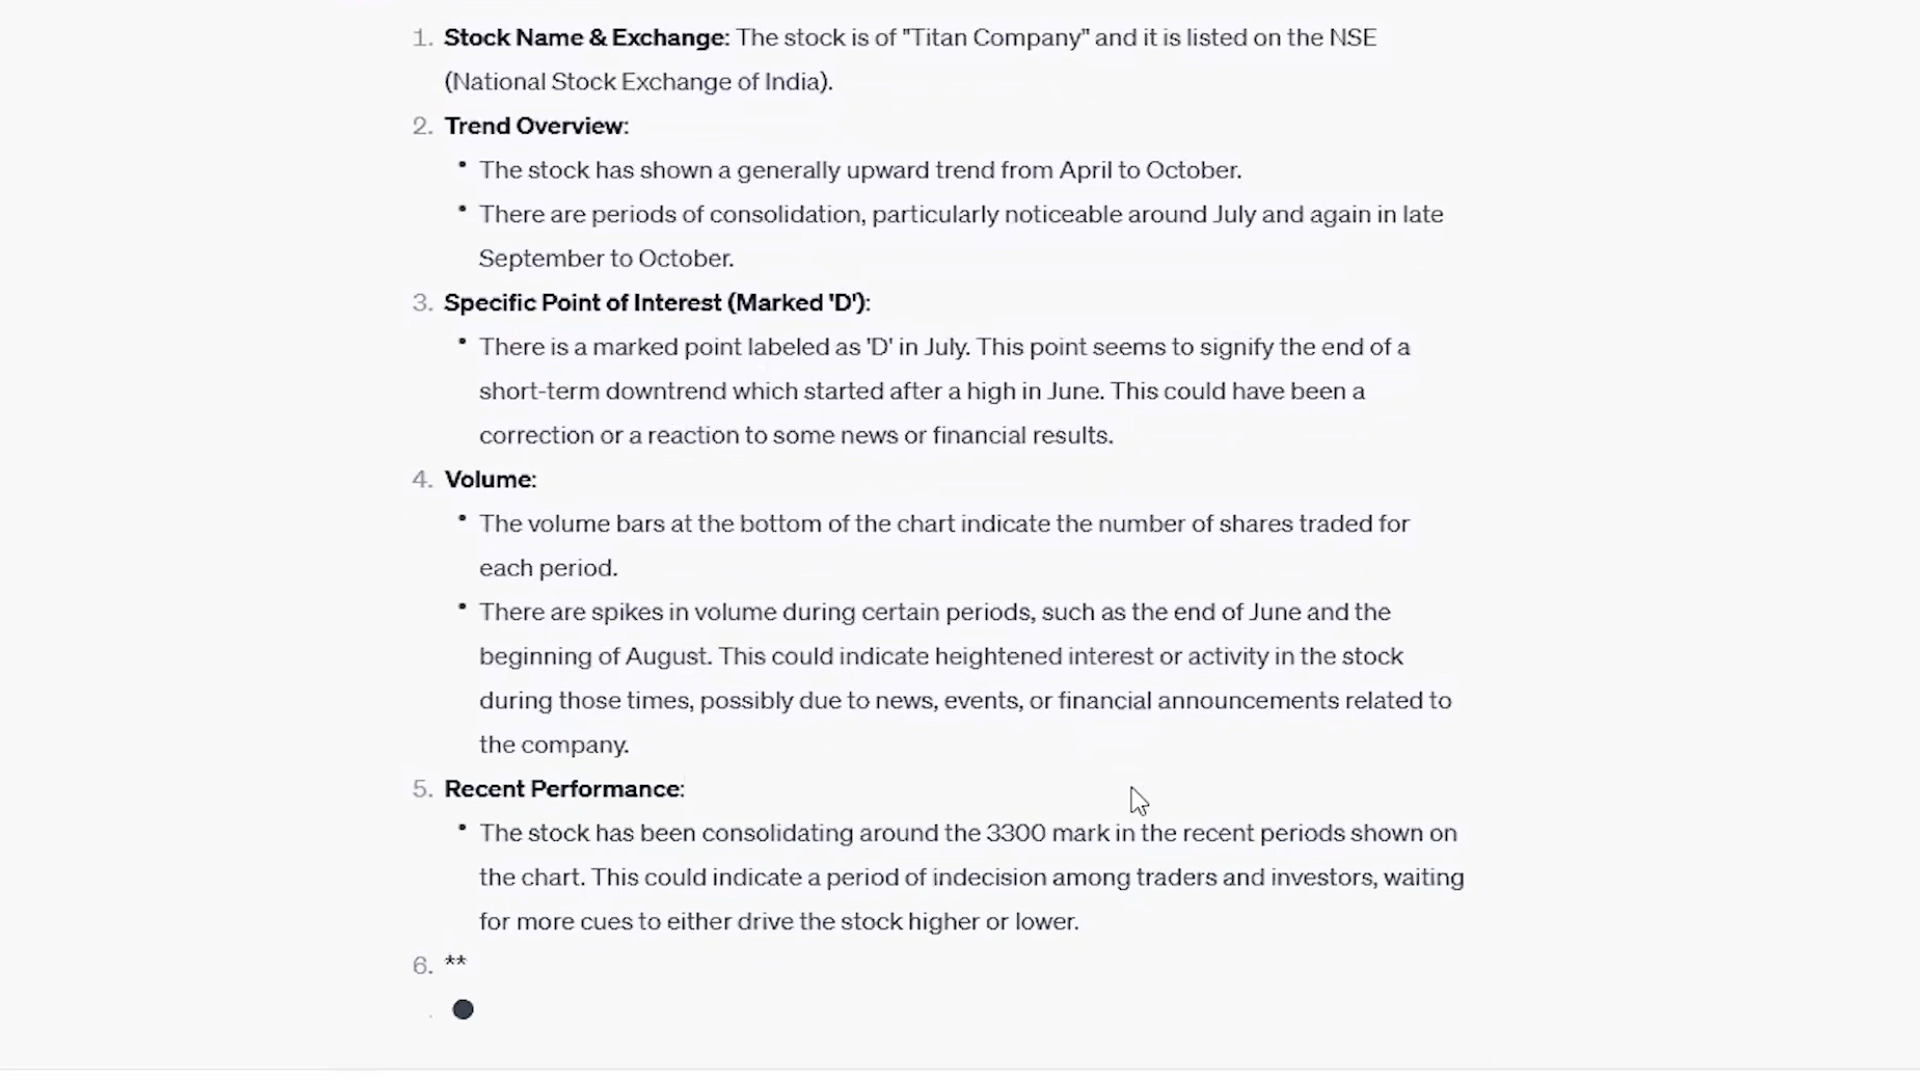 1. Stock Name & Exchange: The stock is of "Titan Company" and it is listed on the NSE
(National Stock Exchange of India).
2. Trend Overview:
• The stock has shown a generally upward trend from April to October.
• There are periods of consolidation, particularly noticeable around July and again in late
September to October.
3. Specific Point of Interest (Marked 'D'):
• There is a marked point labeled as 'D' in July. This point seems to signify the end of a
short-term downtrend which started after a high in June. This could have been a
correction or a reaction to some news or financial results.
4. Volume:
• The volume bars at the bottom of the chart indicate the number of shares traded for
each period.
• There are spikes in volume during certain periods, such as the end of June and the
beginning of August. This could indicate heightened interest or activity in the stock
during those times, possibly due to news, events, or financial announcements related to
the company.
5. Recent Performance:
• The stock has been consolidating around the 3300 mark in the recent periods shown on
the chart. This could indicate a period of indecision among traders and investors, waiting
for more cues to either drive the stock higher or lower.
6. **